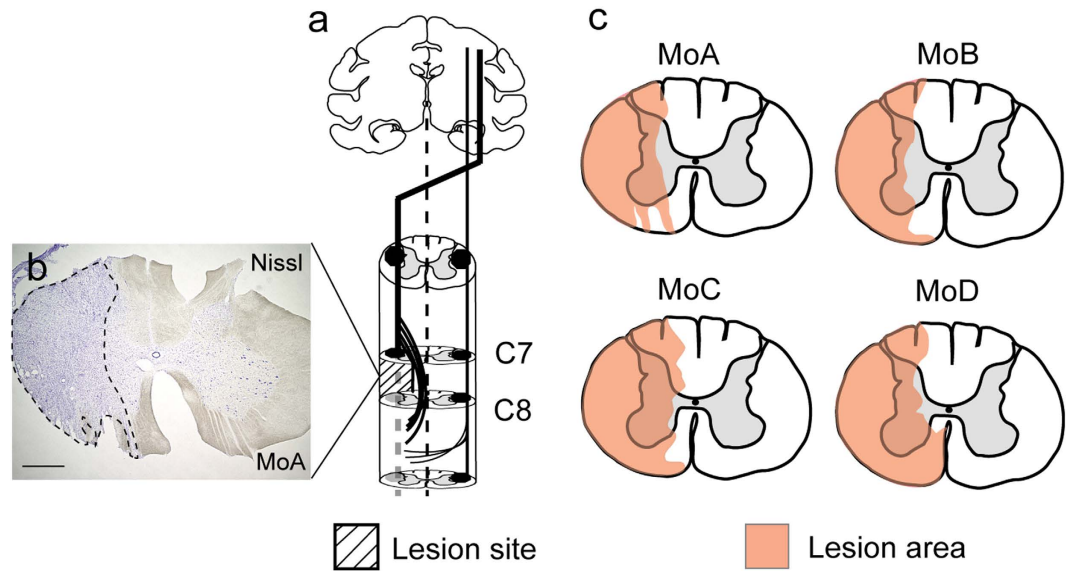 a
c
MoA
MoB
b
Nissl
MoA
C7
C8
MoC
MoD
Lesion site
Lesion area